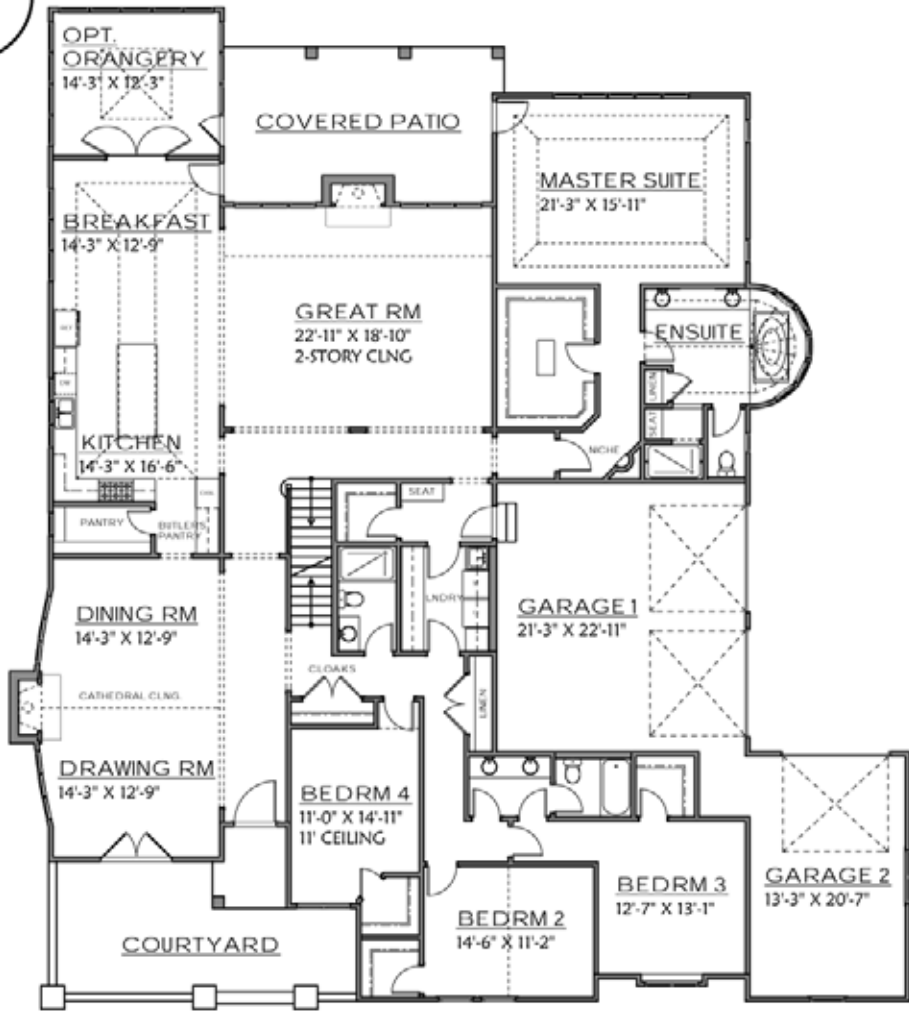 OPT.
ORANGERY
14'-3" X 12'-3"
COVERED PATIO
MASTER SUITE
21'-3" X 15'-11"
BREAKFAST
14'-3" X 12'-9"
GREAT RM
22'-11" X 18'-10"
2-STORY CLNG
ENSUITE
REF
DW
LINEN
SEAT
KITCHEN
14'-3" X 16'-6"
NICHE
SEAT
PANTRY
BUTLER'S
PANTRY
LNDRY
GARAGE 1
21'-3" X 22'-11"
DINING RM
14'-3" X 12'-9"
CLOAKS
CATHEDRAL CLNG.
LINEN
DRAWING RM
14'-3" X 12'-9"
BEDRM 4
11'-0" X 14'-11"
11' CEILING
BEDRM 3
12'-7" X 13'-1"
GARAGE 2
13'-3" X 20'-7"
BEDRM 2
14'-6" X 11'-2"
COURTYARD